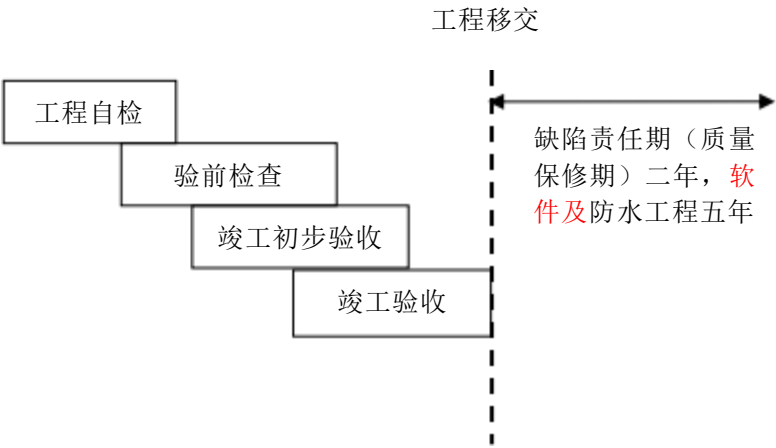 工程移交
工程自检
验前检查
竣工初步验收
竣工验收
缺陷责任期（质量
保修期）二年，软
件及防水工程五年